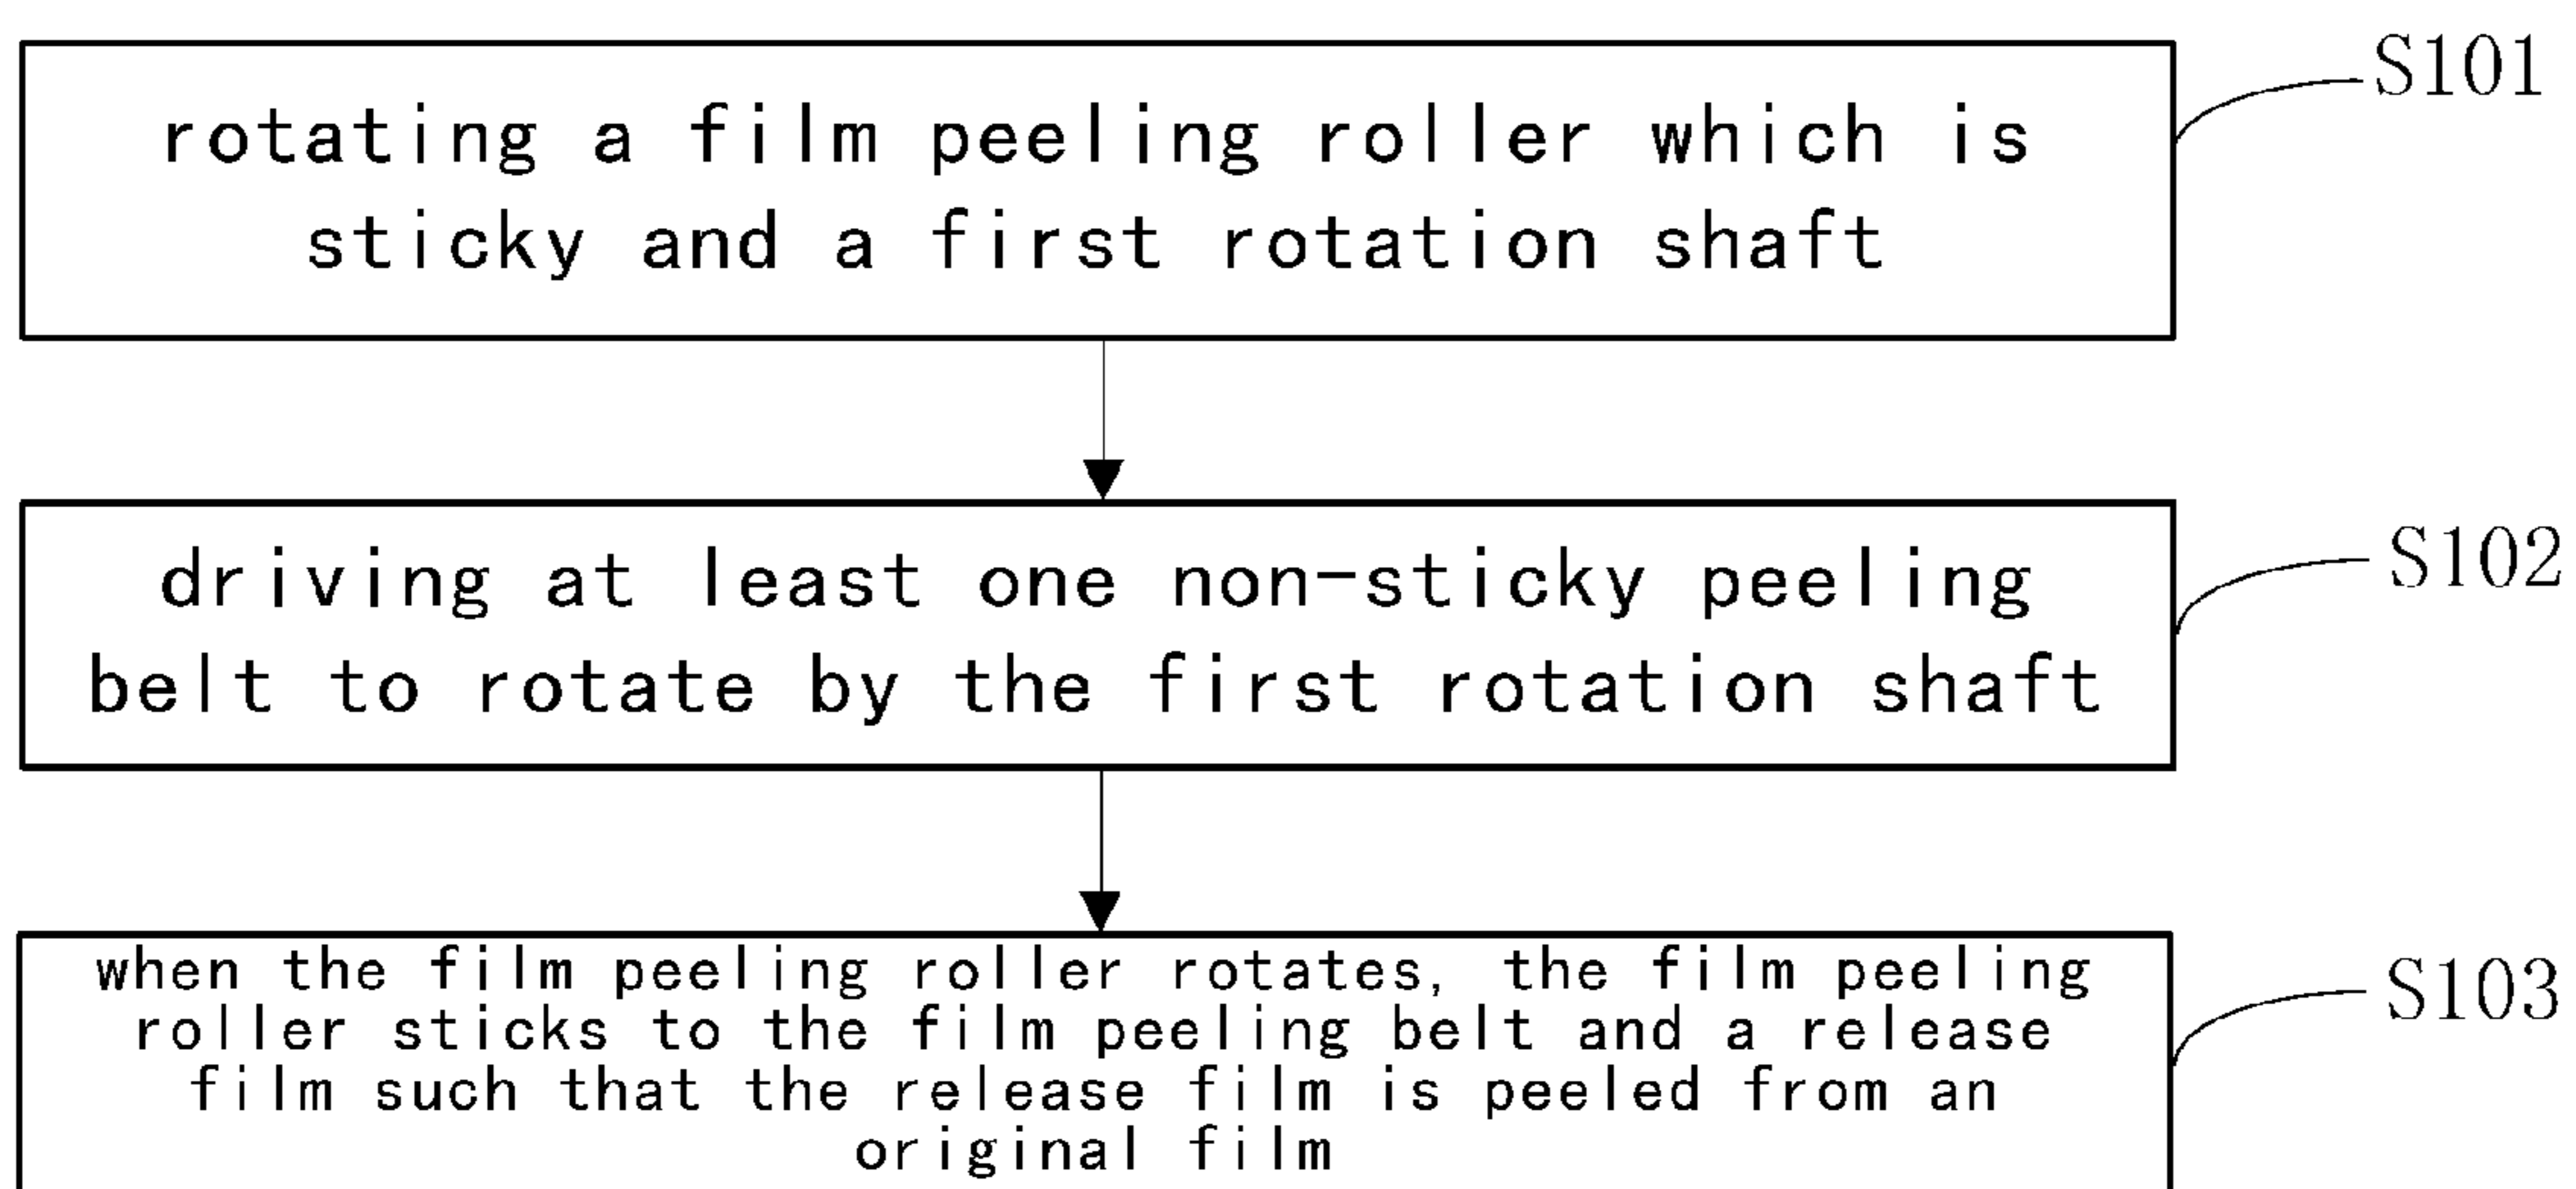 rotating a film peeling roller which is
sticky and a first rotation shaft
S101
driving at least one non-sticky peeling
belt to rotate by the first rotation shaft
S102
when the film peeling roller rotates, the film peeling
roller sticks to the film peeling belt and a release
film such that the release film is peeled from an
original film
S103